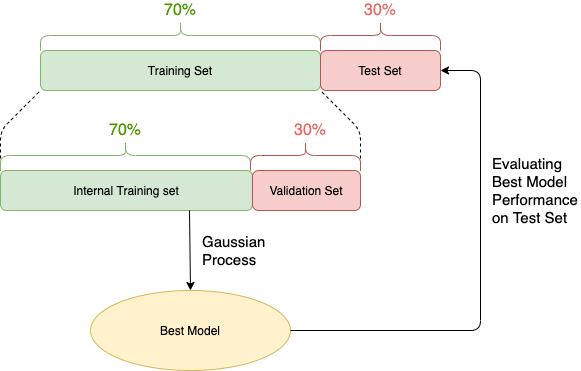 70%
30%
Training Set
Test Set
70%
30%
Internal Training set
Validation Set
Evaluating
Best Model
Performance
on Test Set
Gaussian
Process
Best Model